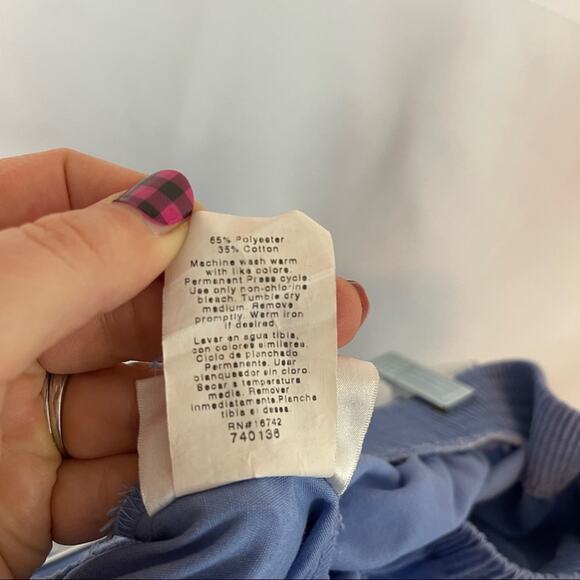 65% Polyester
35% Cotton
Machine wash warm
with like colors.
Permanent Press cycle.
Use only non-chlorine
bleach. Tumble dry
medium. Remove
promptly. Warm iron
if desired.
Lavar en agua tibia,
con colores similares.
Ciclo de planchado
Permanente. Usar
blanqueador sin cloro.
Secar a temperatura
media. Remover
inmediatamente.Plancha
tibia si desea.
RN#16742
740136